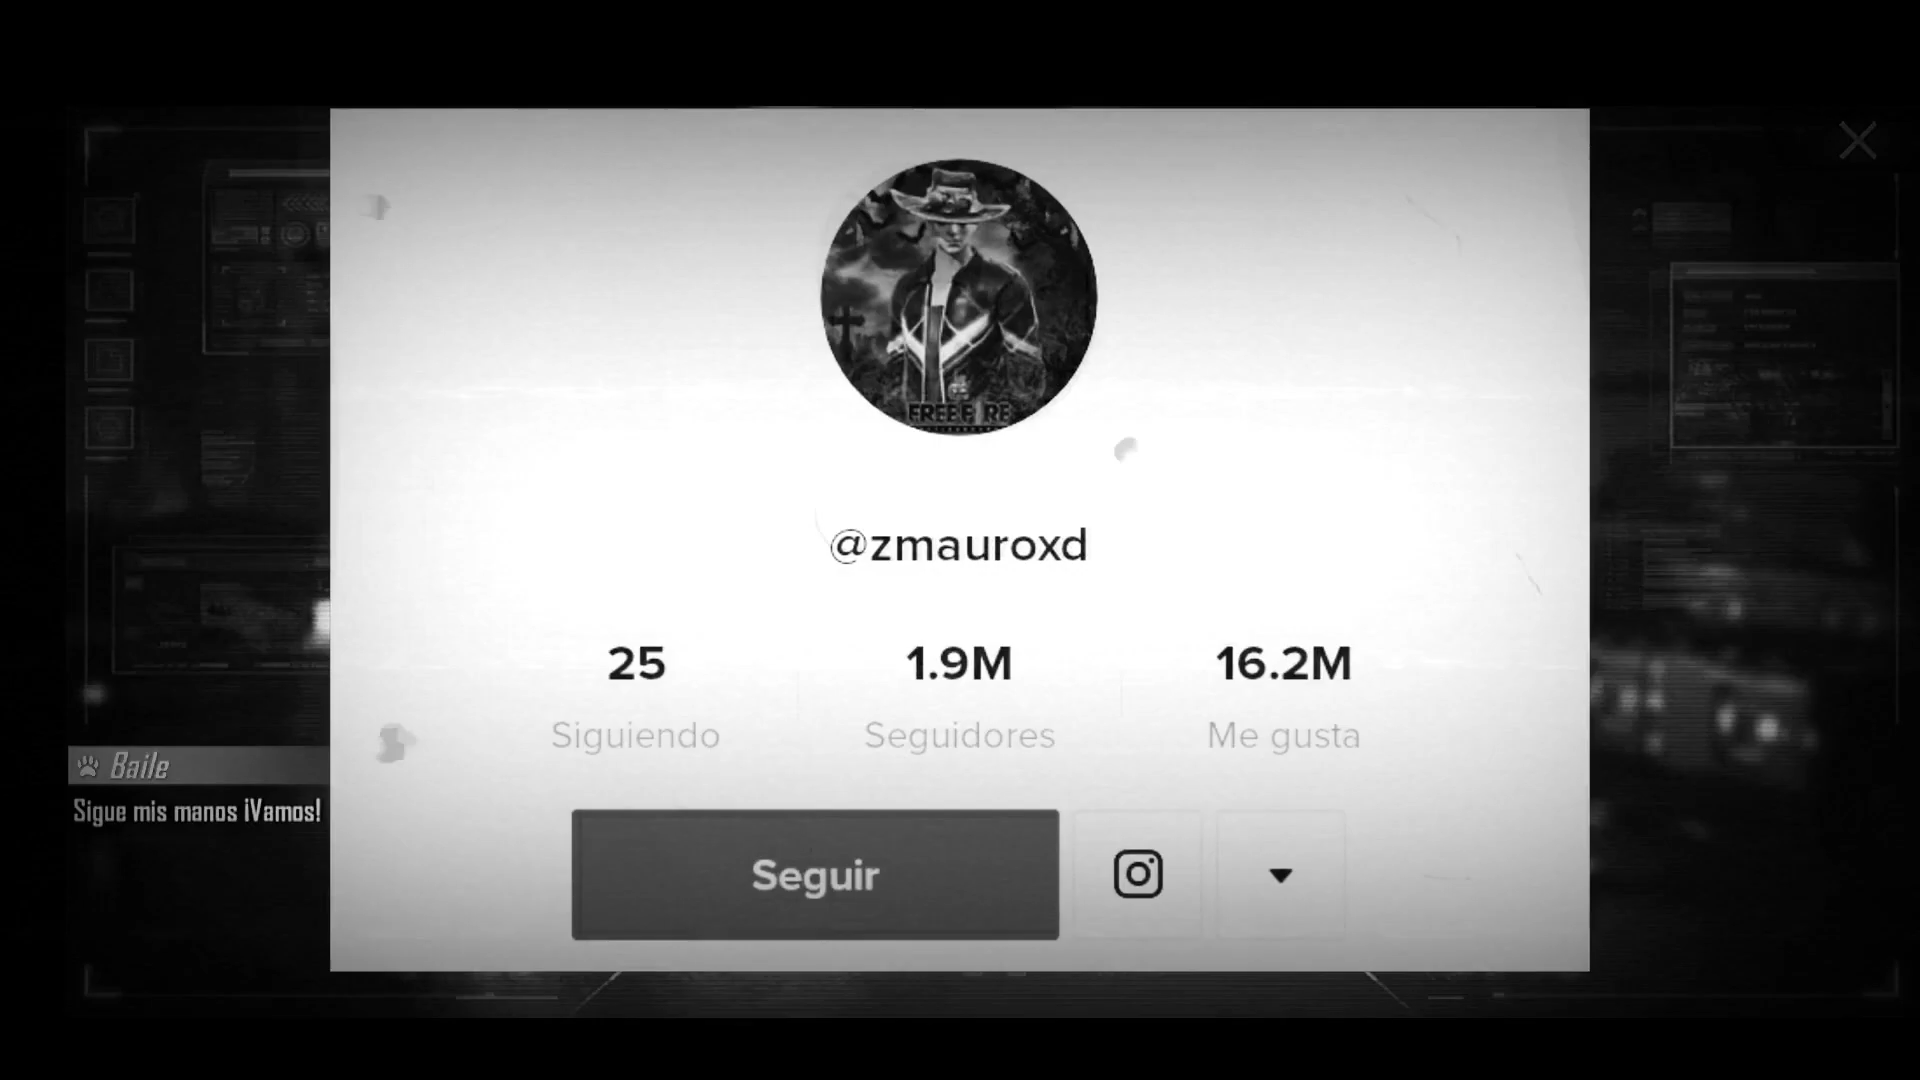 FREE FIRE
@zmauroxd
25 1.9M 16.2M
Siguiendo Seguidores Me gusta
Baile
Sigue mis manos ¡Vamos!
Seguir